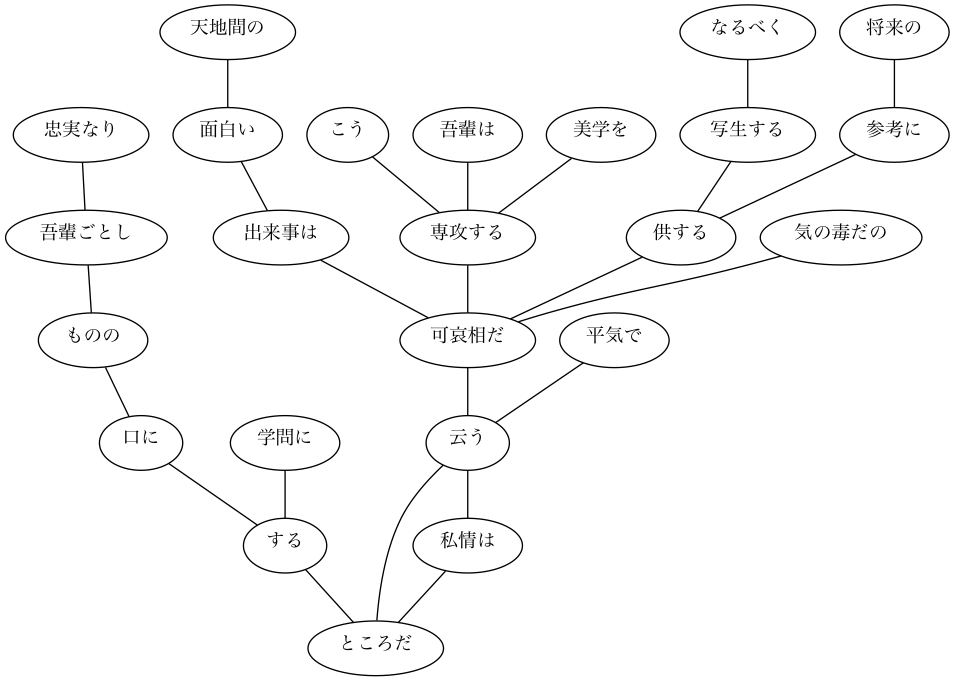 天地間の
なるべく
将来の
忠実なり
面白い
こう
吾輩は
美学を
写生する
参考に
吾輩ごとし
出来事は
専攻する
供する
気の毒だの
ものの
可哀相だ
平気で
口に
学問に
云う
する
私情は
ところだ